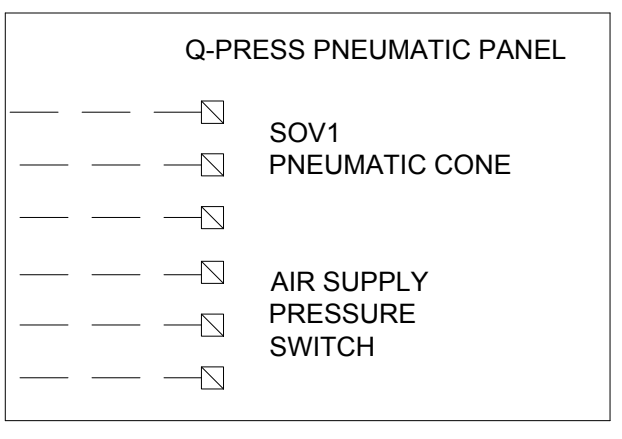 Q-PRESS PNEUMATIC PANEL
SOV1
PNEUMATIC CONE
AIR SUPPLY
PRESSURE
SWITCH